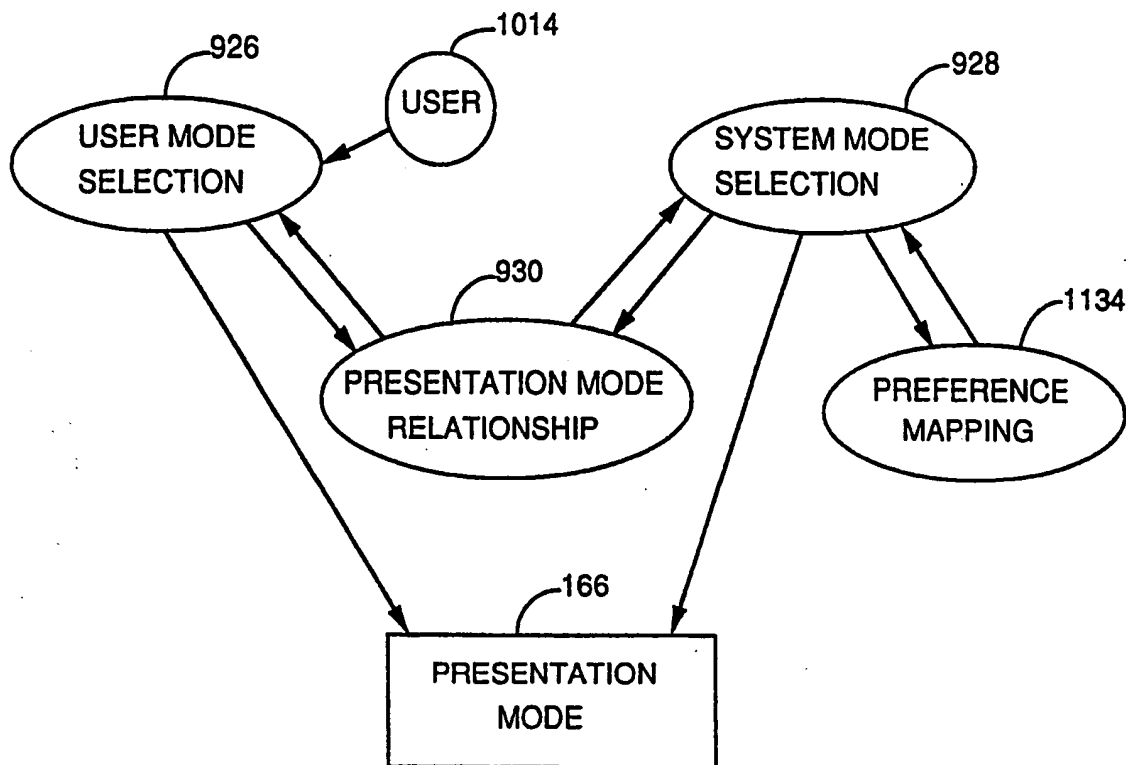 1014
926
USER
928
USER MODE
SELECTION
SYSTEM MODE
SELECTION
930
1134
PRESENTATION MODE
RELATIONSHIP
PREFERENCE
MAPPING
166
PRESENTATION
MODE